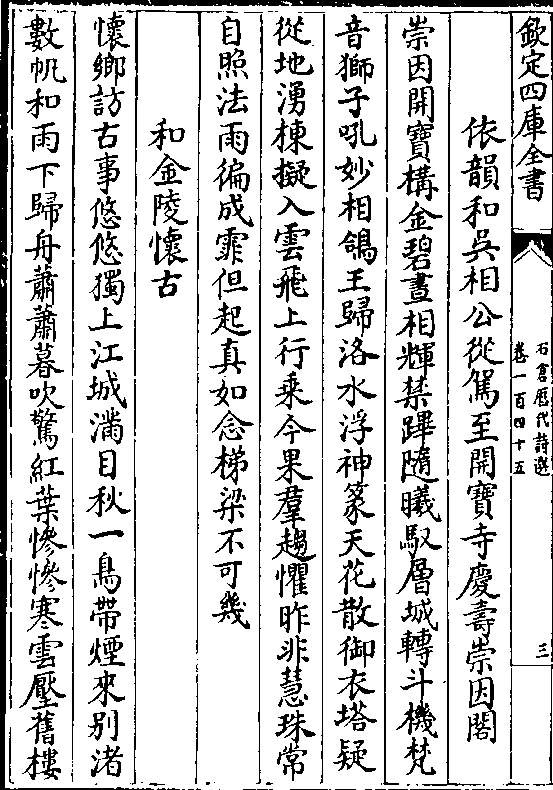 欽定四庫全書
石倉歷代詩選
卷一百四十五
三
依韻和吳相公從駕至開寶寺慶壽崇因閣
崇因開寶構金碧晝相輝禁蹕隨曦馭層城轉斗機梵
音獅子吼妙相鴿王歸洛水浮神篆天花散御衣塔疑
從地湧棟擬入雲飛上行乘今果羣趨懼昨非慧珠常
自照法雨徧成霏但起真如念梯梁不可幾
和金陵懷古
懷鄉訪古事悠悠獨上江城滿目秋一鳥帶煙來别渚
數帆和雨下歸舟蕭蕭暮吹驚紅葉慘慘寒雲壓舊樓